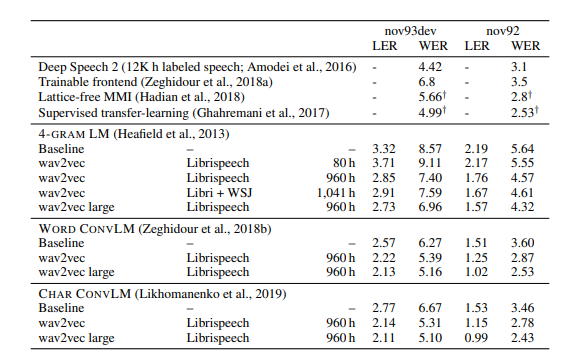 nov93dev nov92
LER WER LER WER
Deep Speech 2 (12K h labeled speech; Amodei et al., 2016) - 4.42 - 3.1
Trainable frontend (Zeghidour et al., 2018a) - 6.8 - 3.5
Lattice-free MMI (Hadian et al., 2018) - 5.66† - 2.8†
Supervised transfer-learning (Ghahremani et al., 2017) - 4.99† - 2.53†
4-GRAM LM (Heafield et al., 2013)
Baseline – – 3.32 8.57 2.19 5.64
wav2vec Librispeech 80 h 3.71 9.11 2.17 5.55
wav2vec Librispeech 960 h 2.85 7.40 1.76 4.57
wav2vec Libri + WSJ 1,041 h 2.91 7.59 1.67 4.61
wav2vec large Librispeech 960 h 2.73 6.96 1.57 4.32
WORD CONVLM (Zeghidour et al., 2018b)
Baseline – – 2.57 6.27 1.51 3.60
wav2vec Librispeech 960 h 2.22 5.39 1.25 2.87
wav2vec large Librispeech 960 h 2.13 5.16 1.02 2.53
CHAR CONVLM (Likhomanenko et al., 2019)
Baseline – – 2.77 6.67 1.53 3.46
wav2vec Librispeech 960 h 2.14 5.31 1.15 2.78
wav2vec large Librispeech 960 h 2.11 5.10 0.99 2.43